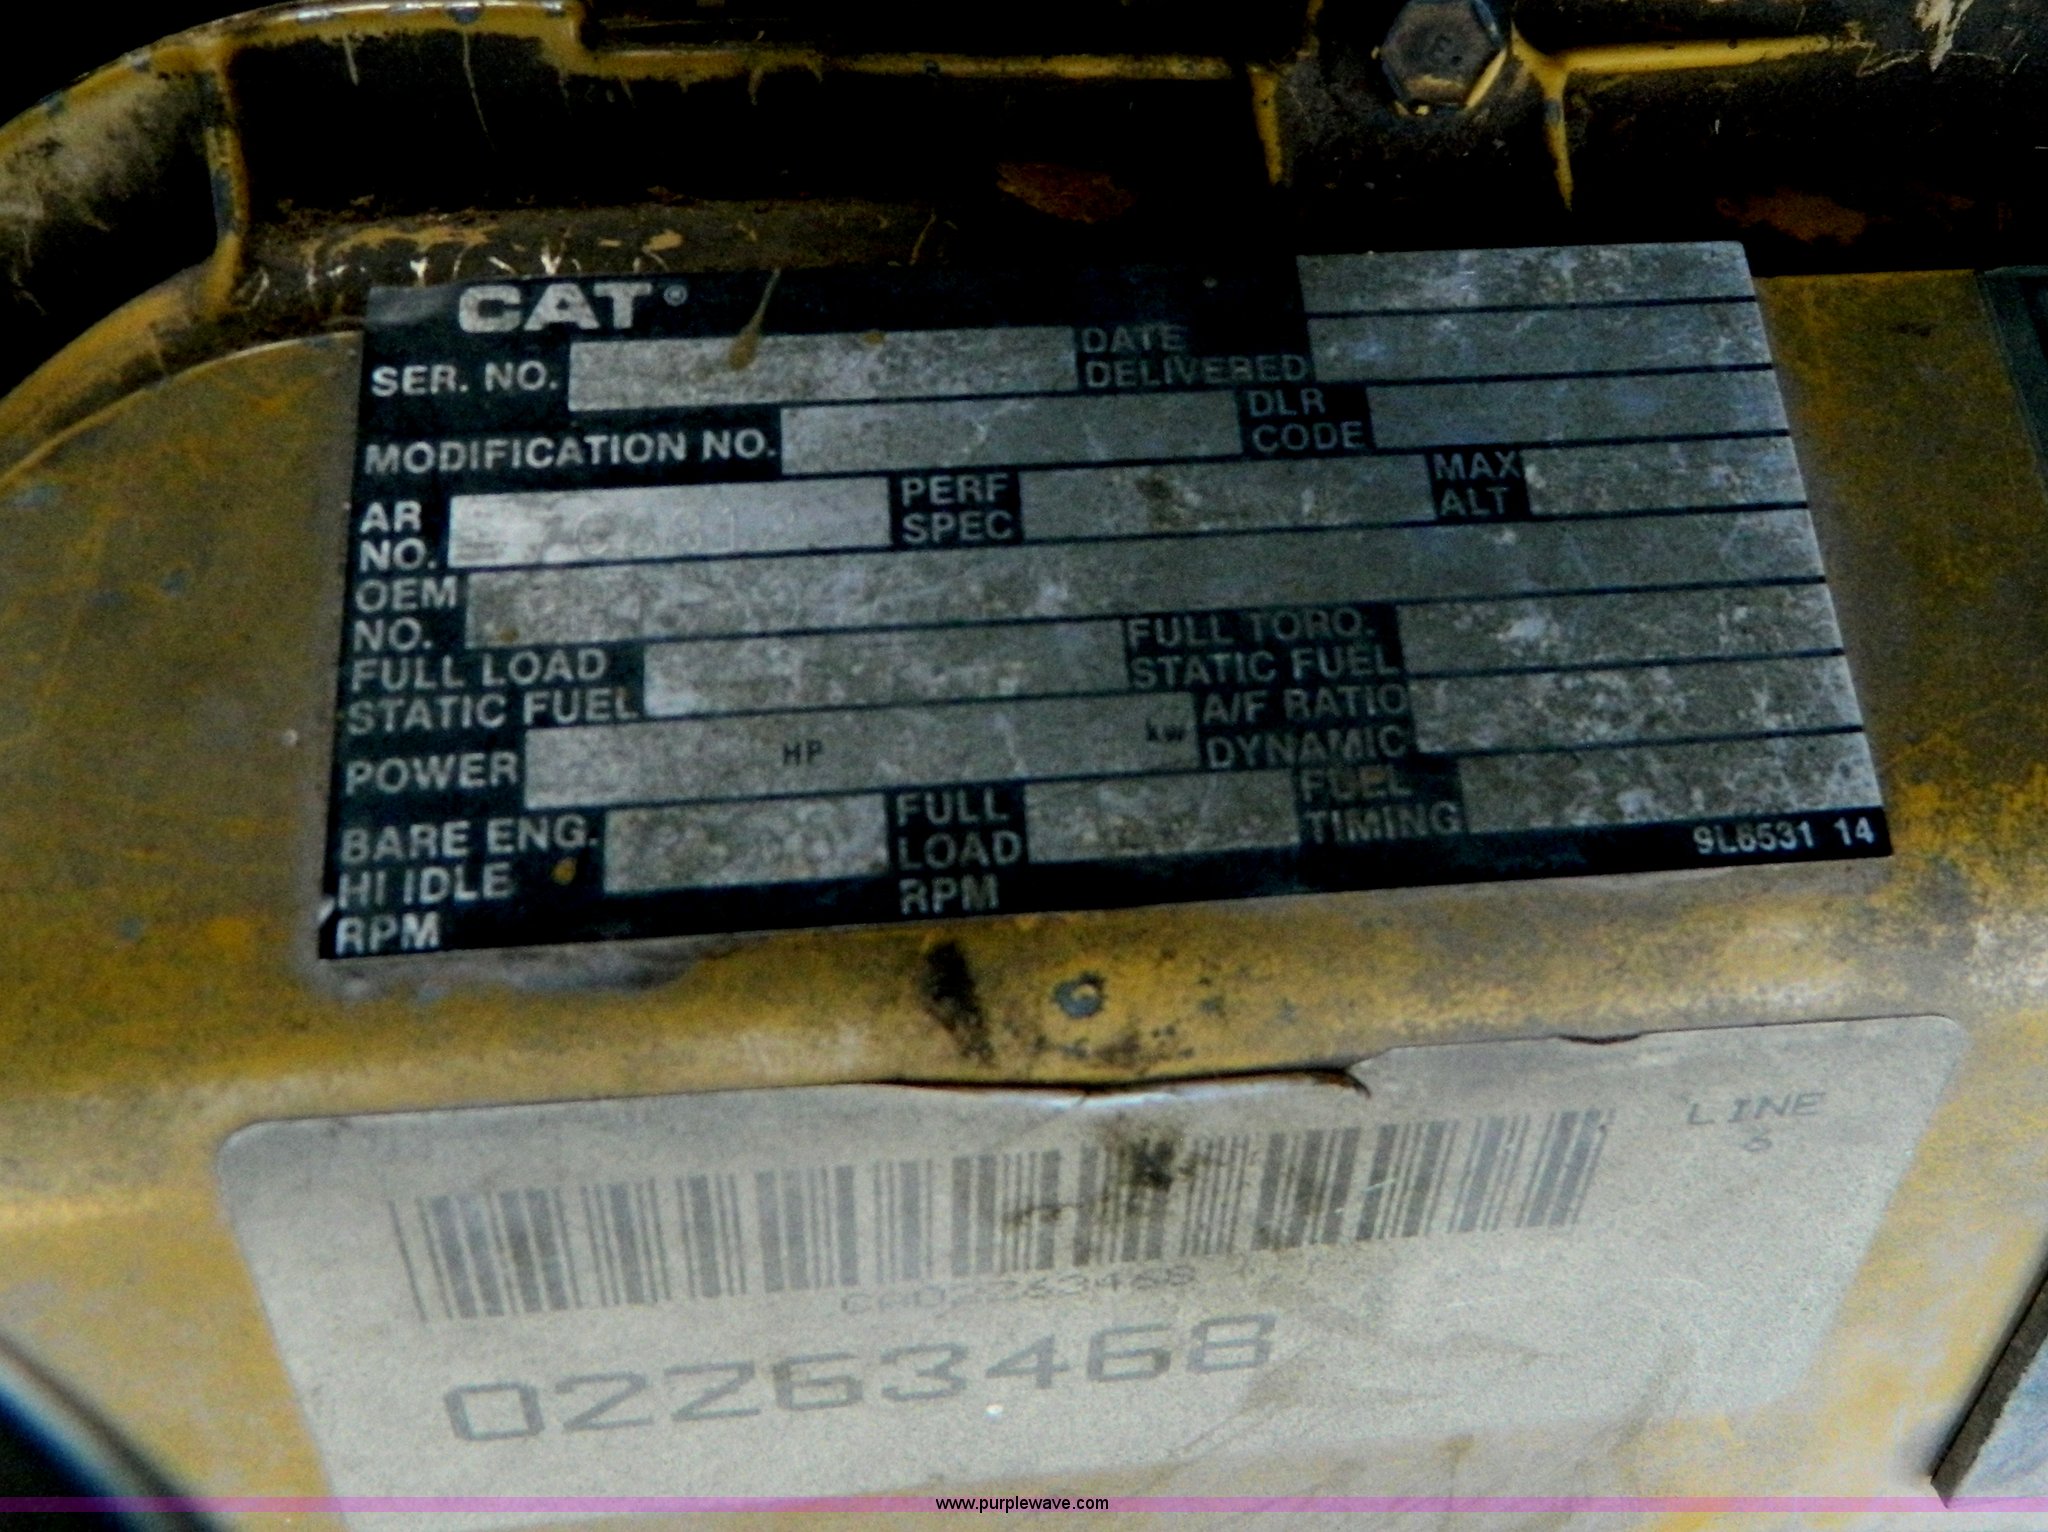 CAT®
SER. NO.
DATE DELIVERED
MODIFICATION NO.
DLR CODE
AR NO.
PERF SPEC
MAX ALT
OEM NO.
FULL LOAD STATIC FUEL
FULL TORQ. STATIC FUEL
POWER
HP
kw
A/F RATIO DYNAMIC
BARE ENG. HI IDLE RPM
FULL LOAD RPM
FUEL TIMING
9L6531 14
LINE
02263468
www.purplewave.com